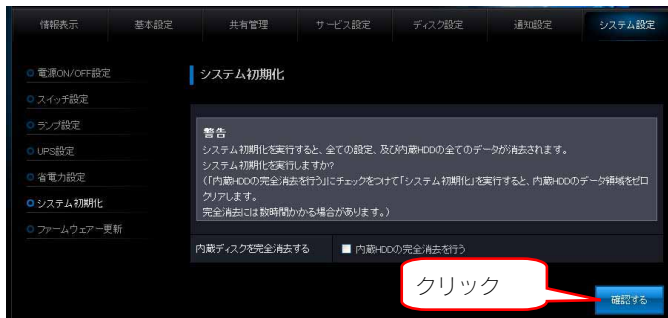 情報表示 基本設定 共有管理 サービス設定 ディスク設定 通知設定 システム設定
電源ON/OFF設定
スイッチ設定
ランプ設定
UPS設定
省電力設定
システム初期化
ファームウェアー更新
システム初期化
警告
システム初期化を実行すると、全ての設定、及び内蔵HDDの全てのデータが消去されます。
システム初期化を実行しますか?
(「内蔵HDDの完全消去を行う」にチェックをつけて「システム初期化」を実行すると、内蔵HDDのデータ領域をゼロ
クリアします。
完全消去には数時間かかる場合があります。)
内蔵ディスクを完全消去する 内蔵HDDの完全消去を行う
クリック
確認する